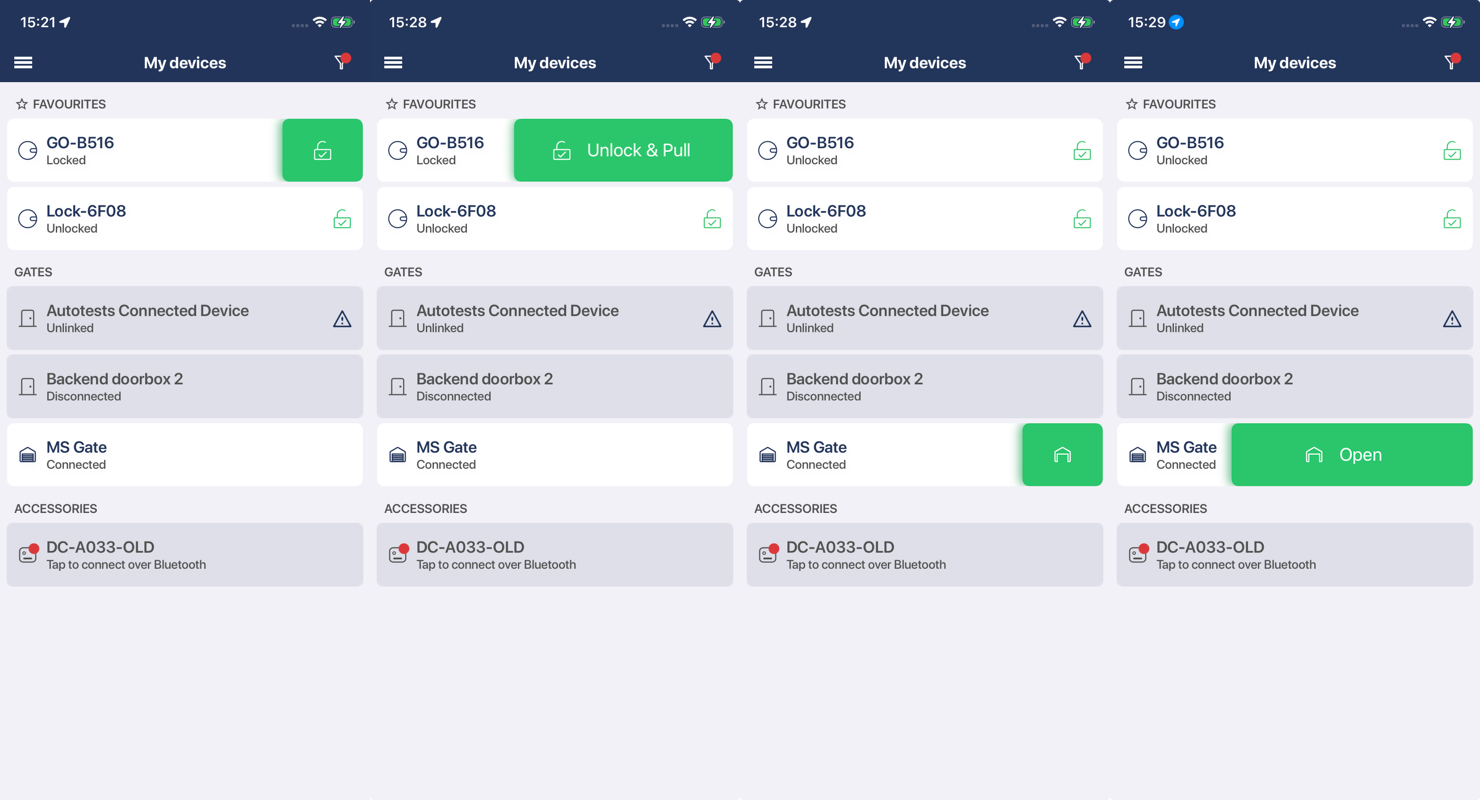 15:21
My devices
FAVOURITES
GO-B516
Locked
Lock-6F08
Unlocked
GATES
Autotests Connected Device
Unlinked
Backend doorbox 2
Disconnected
MS Gate
Connected
ACCESSORIES
DC-A033-OLD
Tap to connect over Bluetooth
15:28
My devices
FAVOURITES
GO-B516
Locked
Unlock & Pull
Lock-6F08
Unlocked
GATES
Autotests Connected Device
Unlinked
Backend doorbox 2
Disconnected
MS Gate
Connected
ACCESSORIES
DC-A033-OLD
Tap to connect over Bluetooth
15:28
My devices
FAVOURITES
GO-B516
Unlocked
Lock-6F08
Unlocked
GATES
Autotests Connected Device
Unlinked
Backend doorbox 2
Disconnected
MS Gate
Connected
ACCESSORIES
DC-A033-OLD
Tap to connect over Bluetooth
15:29
My devices
FAVOURITES
GO-B516
Unlocked
Lock-6F08
Unlocked
GATES
Autotests Connected Device
Unlinked
Backend doorbox 2
Disconnected
MS Gate
Connected
Open
ACCESSORIES
DC-A033-OLD
Tap to connect over Bluetooth